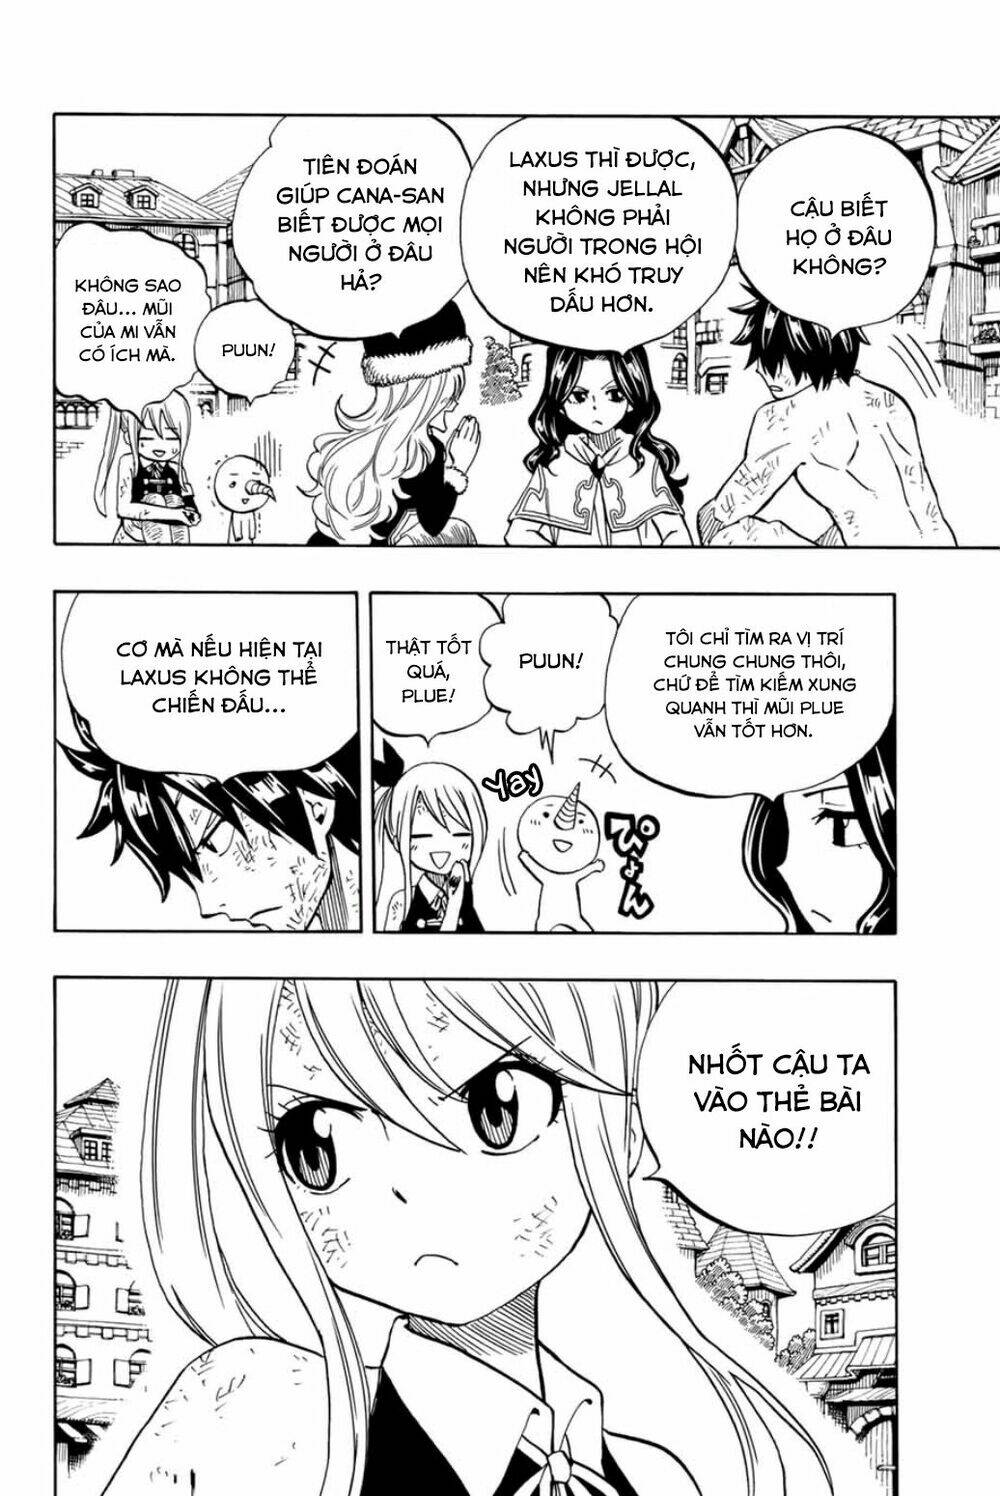 CẬU BIẾT
HỌ Ở ĐÂU
KHÔNG?
LAXUS THÌ ĐƯỢC,
NHƯNG JELLAL
KHÔNG PHẢI
NGƯỜI TRONG HỘI
NÊN KHÓ TRUY
DẤU HƠN.
TIÊN ĐOÁN
GIÚP CANA-SAN
BIẾT ĐƯỢC MỌI
NGƯỜI Ở ĐÂU
HẢ?
PUUN!
KHÔNG SAO
ĐÂU... MŨI
CỦA MI VẪN
CÓ ÍCH MÀ.
TÔI CHỈ TÌM RA VỊ TRÍ
CHUNG CHUNG THÔI,
CHỨ ĐỂ TÌM KIẾM XUNG
QUANH THÌ MŨI PLUE
VẪN TỐT HƠN.
PUUN!
Yay
ぴょん
THẬT TỐT
QUÁ,
PLUE!
CƠ MÀ NẾU HIỆN TẠI
LAXUS KHÔNG THỂ
CHIẾN ĐẤU...
NHỐT CẬU TA
VÀO THẺ BÀI
NÀO!!